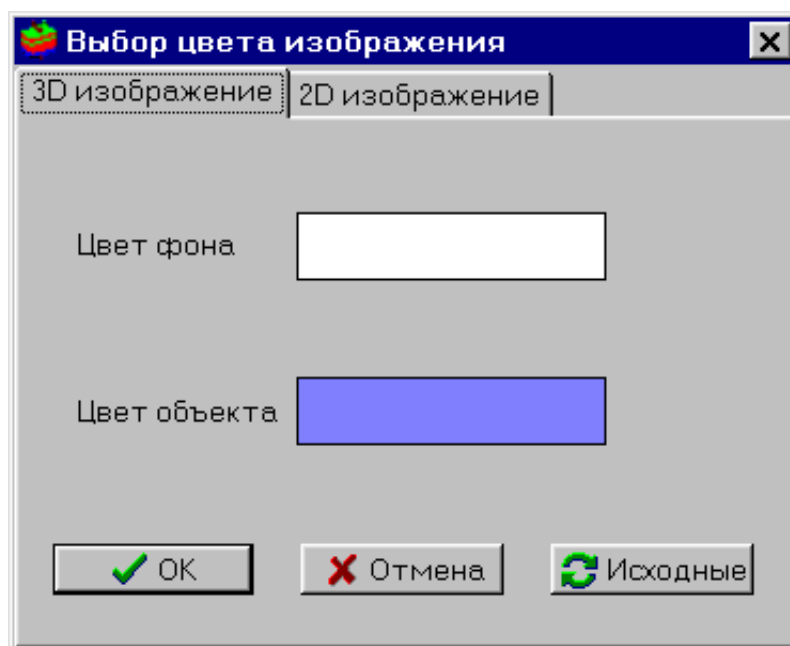 Выбор цвета изображения
3D изображение 2D изображение
Цвет фона
Цвет объекта
OK Отмена Исходные